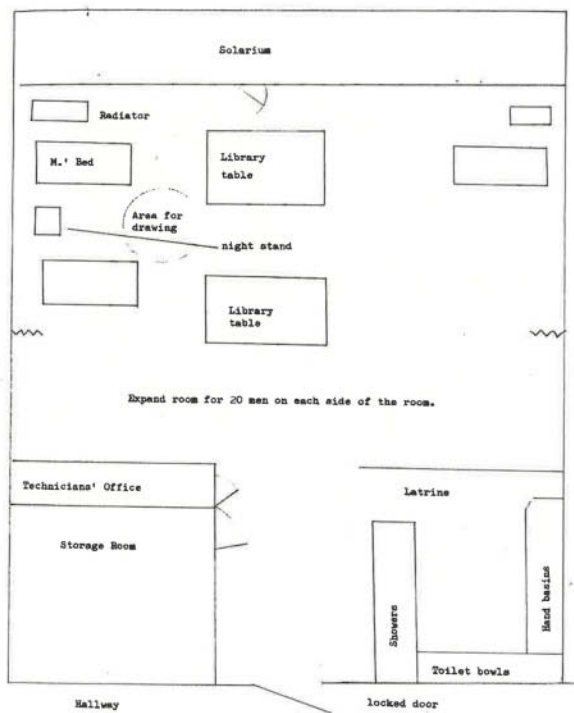 Solarium
Radiator
M.' Bed
Library
table
Area for
drawing
night stand
Library
table
Expand room for 20 men on each side of the room.
Technicians' Office
Latrine
Storage Room
Showers
Hand basins
Toilet bowls
Hallway
locked door